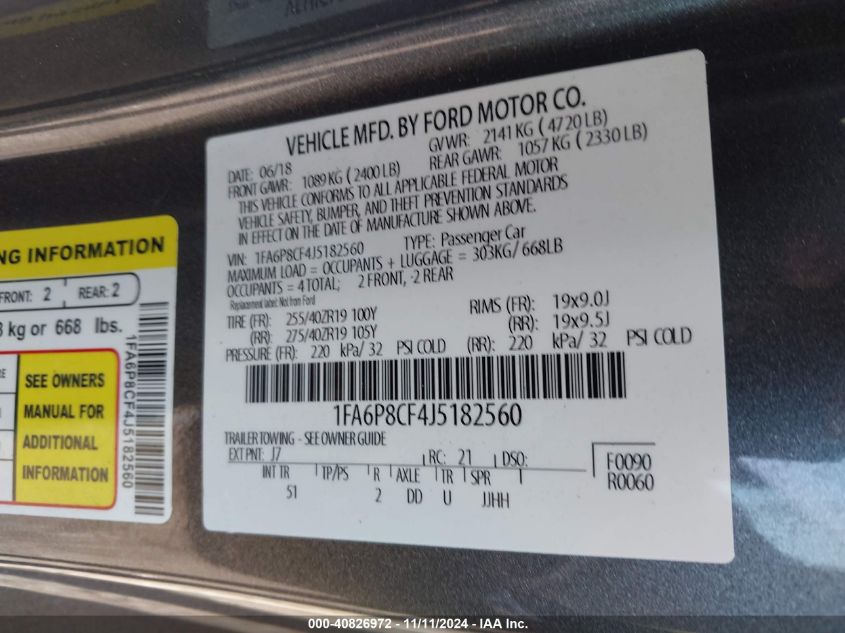 VEHICLE MFD. BY FORD MOTOR CO.
DATE: 06/18 GVWR: 2141 KG ( 4720 LB)
FRONT GAWR: 1089 KG ( 2400 LB) REAR GAWR: 1057 KG ( 2330 LB)
THIS VEHICLE CONFORMS TO ALL APPLICABLE FEDERAL MOTOR
VEHICLE SAFETY, BUMPER, AND THEFT PREVENTION STANDARDS
IN EFFECT ON THE DATE OF MANUFACTURE SHOWN ABOVE.
VIN: 1FA6P8CF4J5182560 TYPE: Passenger Car
MAXIMUM LOAD = OCCUPANTS + LUGGAGE = 303KG/ 668LB
OCCUPANTS = 4 TOTAL; 2 FRONT, -2 REAR
Replacement label: Not from Ford
TIRE (FR): 255/40ZR19 100Y RIMS (FR): 19x9.0J
(RR): 275/40ZR19 105Y (RR): 19x9.5J
PRESSURE (FR): 220 kPa/ 32 PSI COLD (RR): 220 kPa/ 32 PSI COLD
1FA6P8CF4J5182560
TRAILER TOWING - SEE OWNER GUIDE
EXT PNT: J7 RC: 21 DSO:
INT TR TP/PS R AXLE TR SPR
51 2 DD U JJHH
F0090
R0060
NG INFORMATION
FRONT: 2 REAR: 2
kg or 668 lbs.
SEE OWNERS
MANUAL FOR
ADDITIONAL
INFORMATION
1FA6P8CF4J5182560
000-40826972 - 11/11/2024 - IAA Inc.